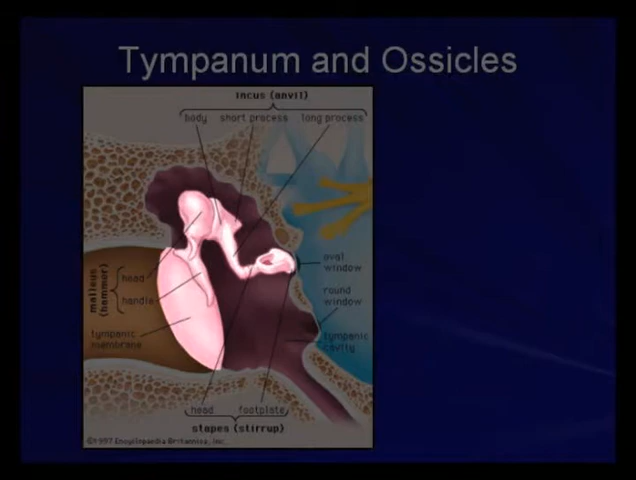 Tympanum and Ossicles
incus (anvil)
body short process long process
oval
window
round
window
malleus
(hammer)
head
handle
tympanic
membrane
tympanic
cavity
head footplate
stapes (stirrup)
©1997 Encyclopaedia Britannica, Inc.